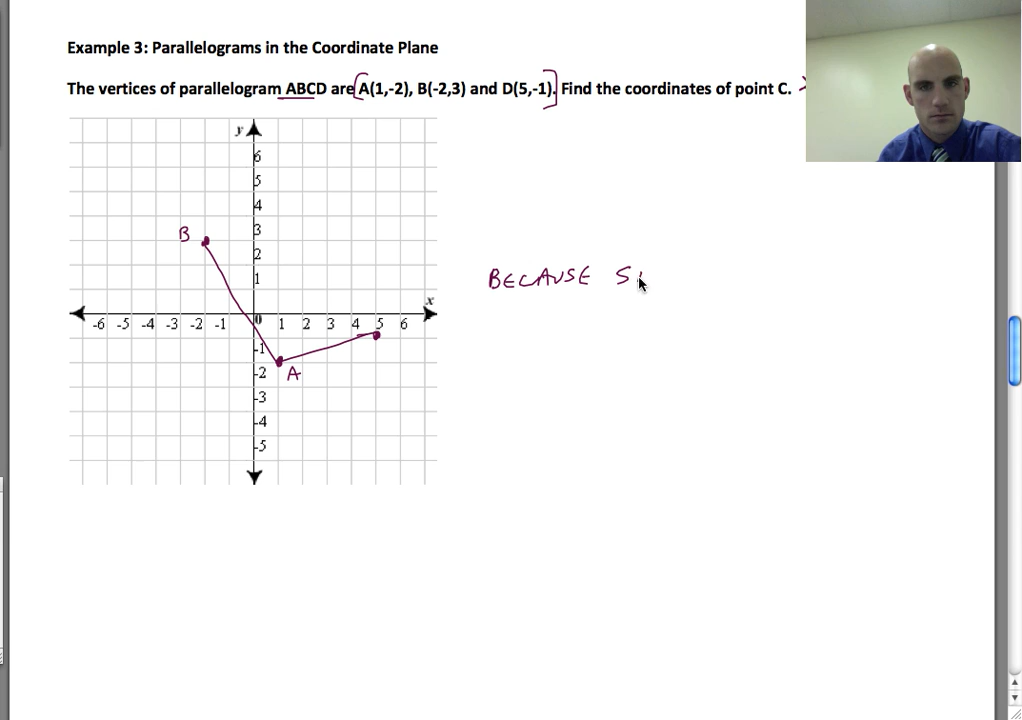 Example 3: Parallelograms in the Coordinate Plane
The vertices of parallelogram ABCD are A(1,-2), B(-2,3) and D(5,-1). Find the coordinates of point C.
y
6
5
4
B
3
2
1
BECAUSE S
x
-6 -5 -4 -3 -2 -1 0 1 2 3 4 5 6
-1
-2
A
-3
-4
-5